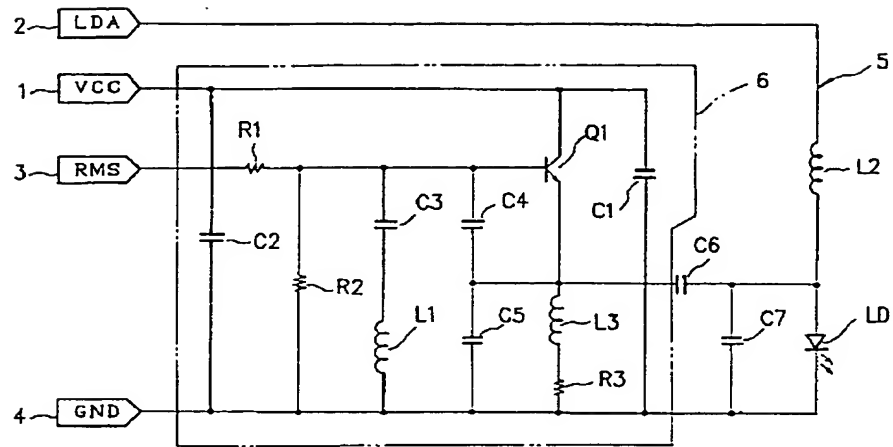 2 LDA
5
1 VCC
6
R1
Q1
3 RMS
L2
C3
C4
C1
C2
C6
R2
L1
C5
L3
C7
LD
R3
4 GND